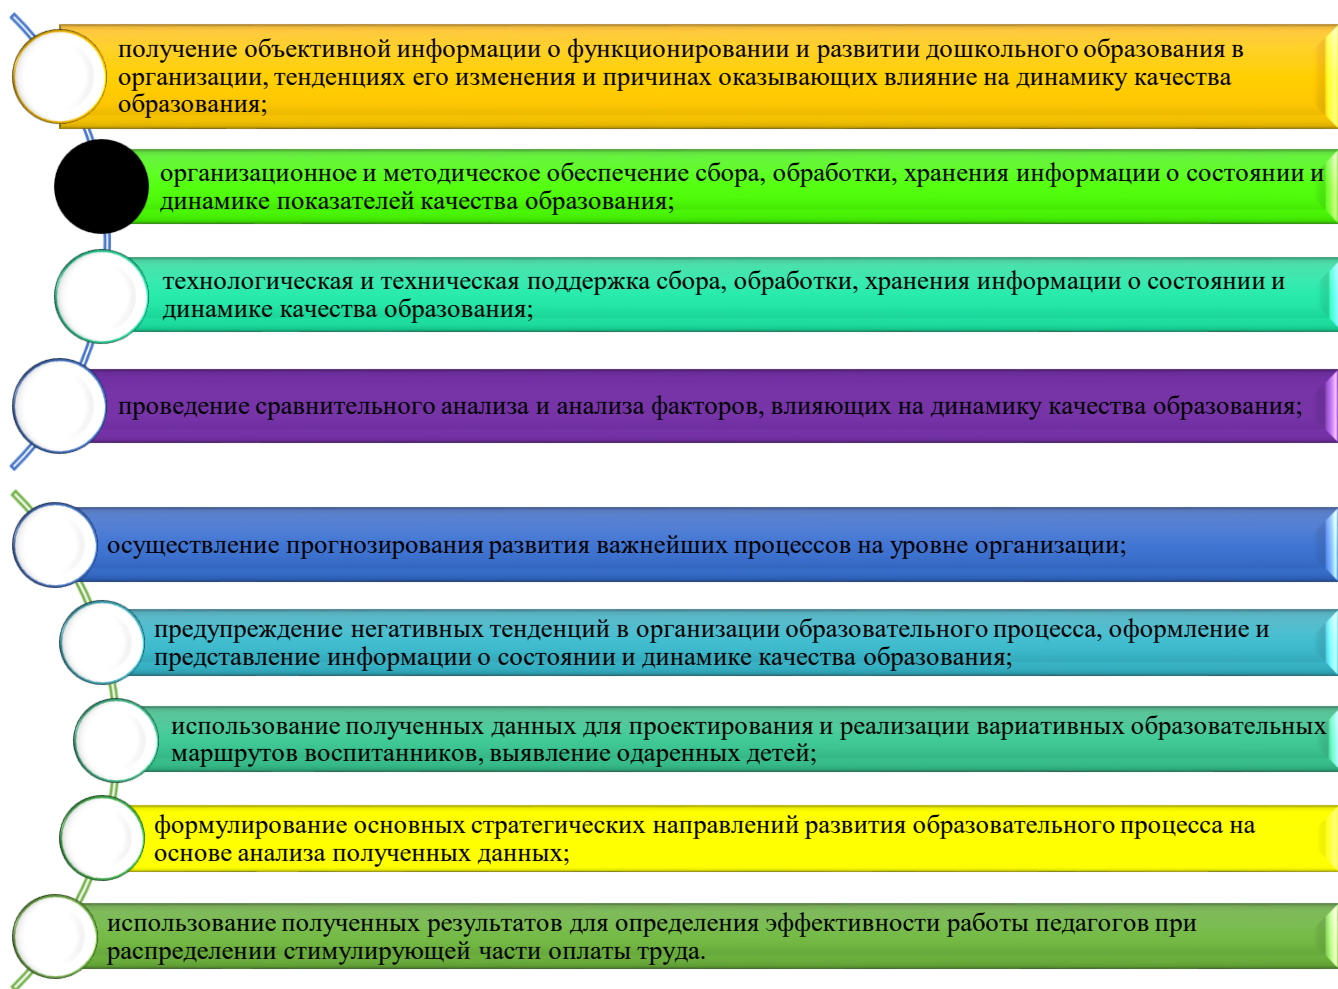 получение объективной информации о функционировании и развитии дошкольного образования в
организации, тенденциях его изменения и причинах оказывающих влияние на динамику качества
образования;
организационное и методическое обеспечение сбора, обработки, хранения информации о состоянии и
динамике показателей качества образования;
технологическая и техническая поддержка сбора, обработки, хранения информации о состоянии и
динамике качества образования;
проведение сравнительного анализа и анализа факторов, влияющих на динамику качества образования;
осуществление прогнозирования развития важнейших процессов на уровне организации;
предупреждение негативных тенденций в организации образовательного процесса, оформление и
представление информации о состоянии и динамике качества образования;
использование полученных данных для проектирования и реализации вариативных образовательных
маршрутов воспитанников, выявление одаренных детей;
формулирование основных стратегических направлений развития образовательного процесса на
основе анализа полученных данных;
использование полученных результатов для определения эффективности работы педагогов при
распределении стимулирующей части оплаты труда.